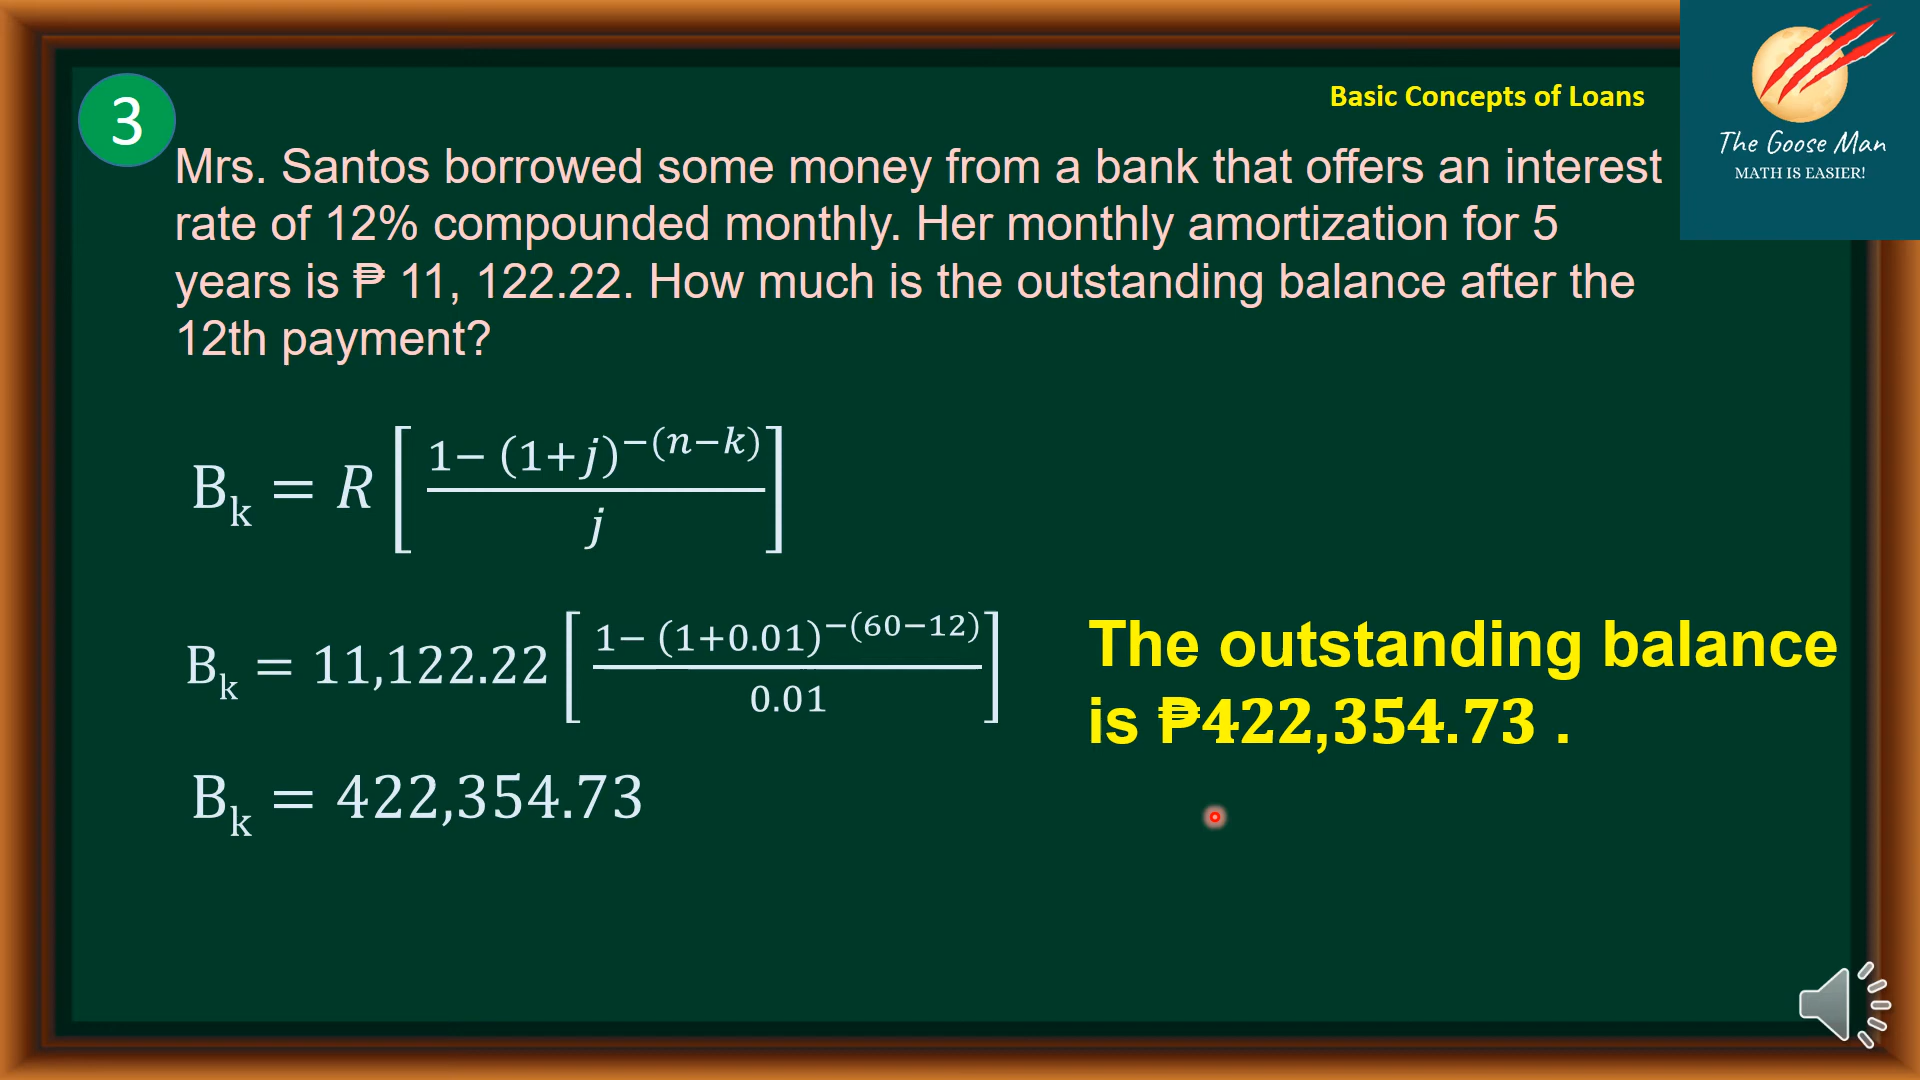 3
Basic Concepts of Loans
The Goose Man
MATH IS EASIER!
Mrs. Santos borrowed some money from a bank that offers an interest
rate of 12% compounded monthly. Her monthly amortization for 5
years is ₱ 11, 122.22. How much is the outstanding balance after the
12th payment?
Bₖ = R [ (1− (1+j)^−(n−k)) / j ]
Bₖ = 11,122.22 [ (1− (1+0.01)^−(60−12)) / 0.01 ]
Bₖ = 422,354.73
The outstanding balance
is ₱422,354.73 .